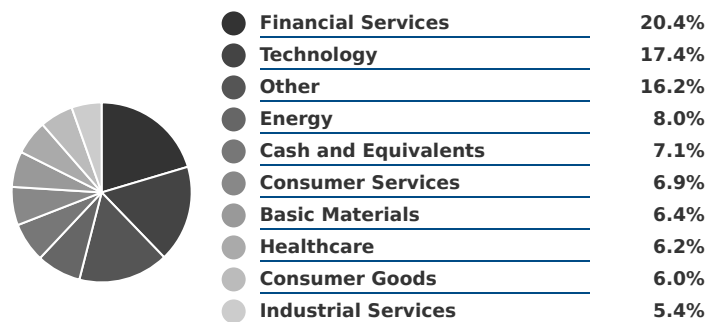 Financial Services 20.4%
Technology 17.4%
Other 16.2%
Energy 8.0%
Cash and Equivalents 7.1%
Consumer Services 6.9%
Basic Materials 6.4%
Healthcare 6.2%
Consumer Goods 6.0%
Industrial Services 5.4%